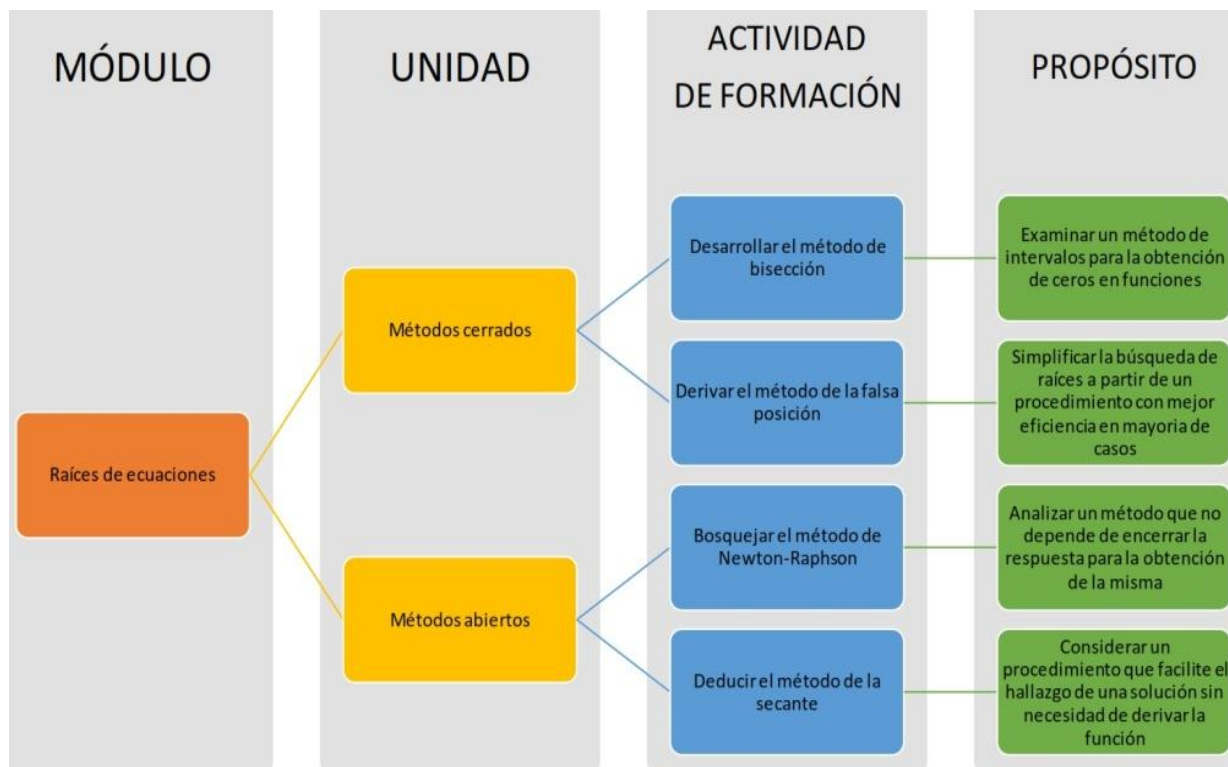 MÓDULO
UNIDAD
ACTIVIDAD
DE FORMACIÓN
PROPÓSITO
Raíces de ecuaciones
Métodos cerrados
Métodos abiertos
Desarrollar el método de
bisección
Derivar el método de la falsa
posición
Bosquejar el método de
Newton-Raphson
Deducir el método de la
secante
Examinar un método de
intervalos para la obtención
de ceros en funciones
Simplificar la búsqueda de
raíces a partir de un
procedimiento con mejor
eficiencia en mayoria de
casos
Analizar un método que no
depende de encerrar la
respuesta para la obtención
de la misma
Considerar un
procedimiento que facilite el
hallazgo de una solución sin
necesidad de derivar la
función